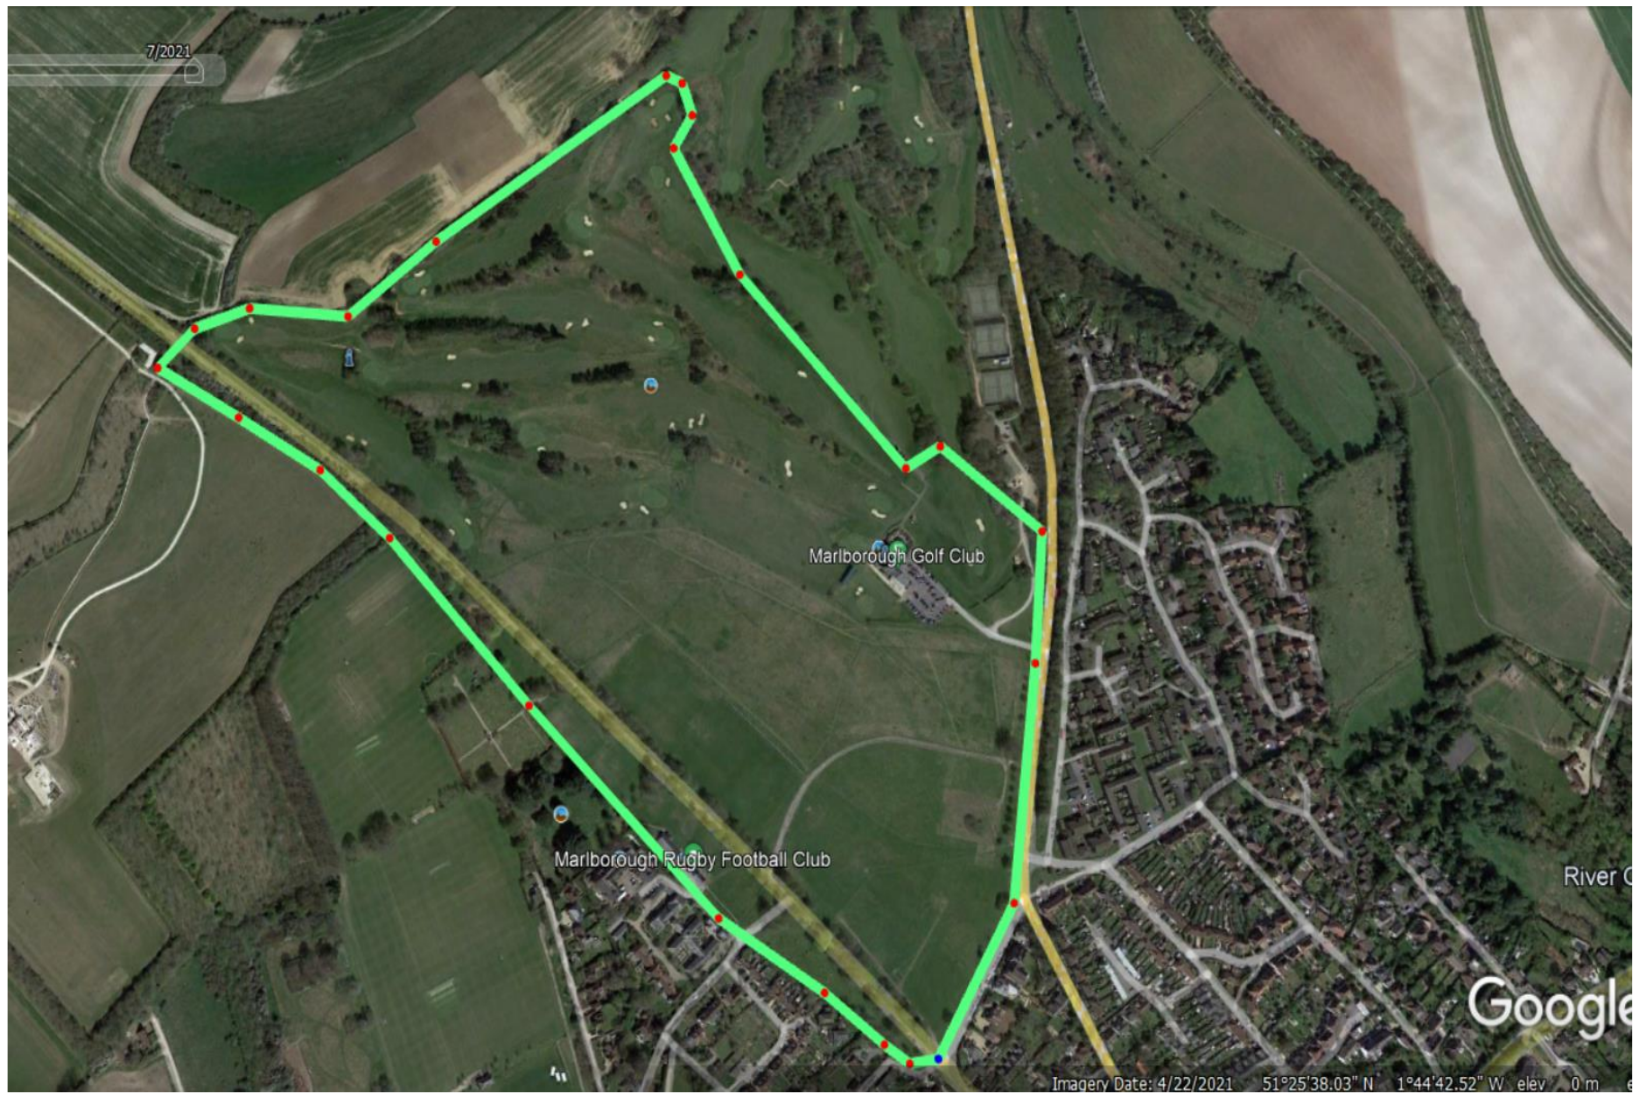 7/2021
Marlborough Golf Club
Marlborough Rugby Football Club
River
Google
Imagery Date: 4/22/2021 51°25'38.03" N 1°44'42.52" W elev 0 m